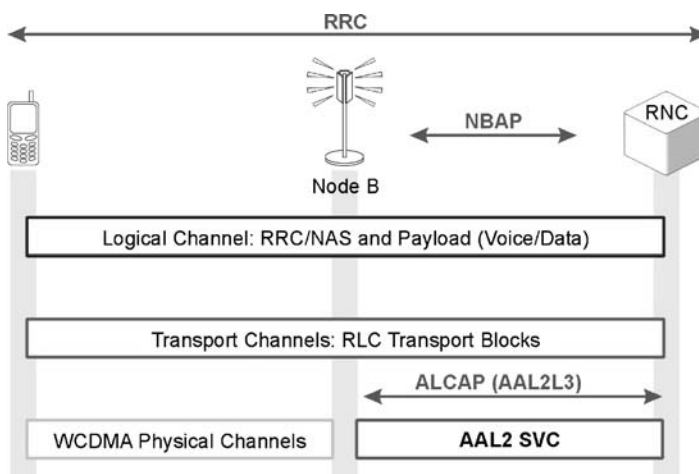 RRC
NBAP
RNC
Node B
Logical Channel: RRC/NAS and Payload (Voice/Data)
Transport Channels: RLC Transport Blocks
ALCAP (AAL2L3)
WCDMA Physical Channels
AAL2 SVC